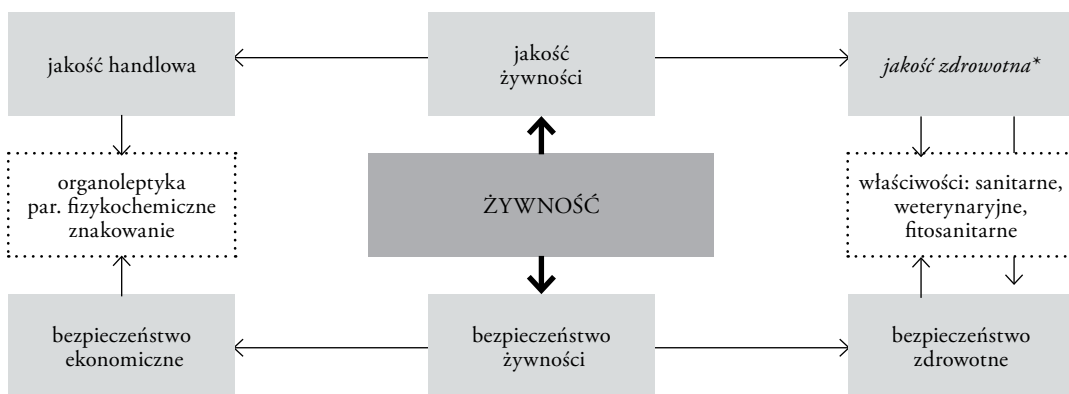 jakość handlowa
jakość
żywności
jakość zdrowotna*
organoleptyka
par. fizykochemiczne
znakowanie
ŻYWNOŚĆ
właściwości: sanitarne,
weterynaryjne,
fitosanitarne
bezpieczeństwo
ekonomiczne
bezpieczeństwo
żywności
bezpieczeństwo
zdrowotne